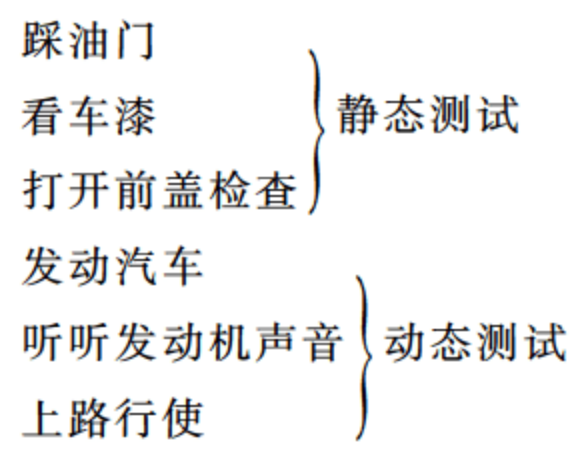 踩油门
看车漆
打开前盖检查
静态测试
发动汽车
听听发动机声音
上路行使
动态测试